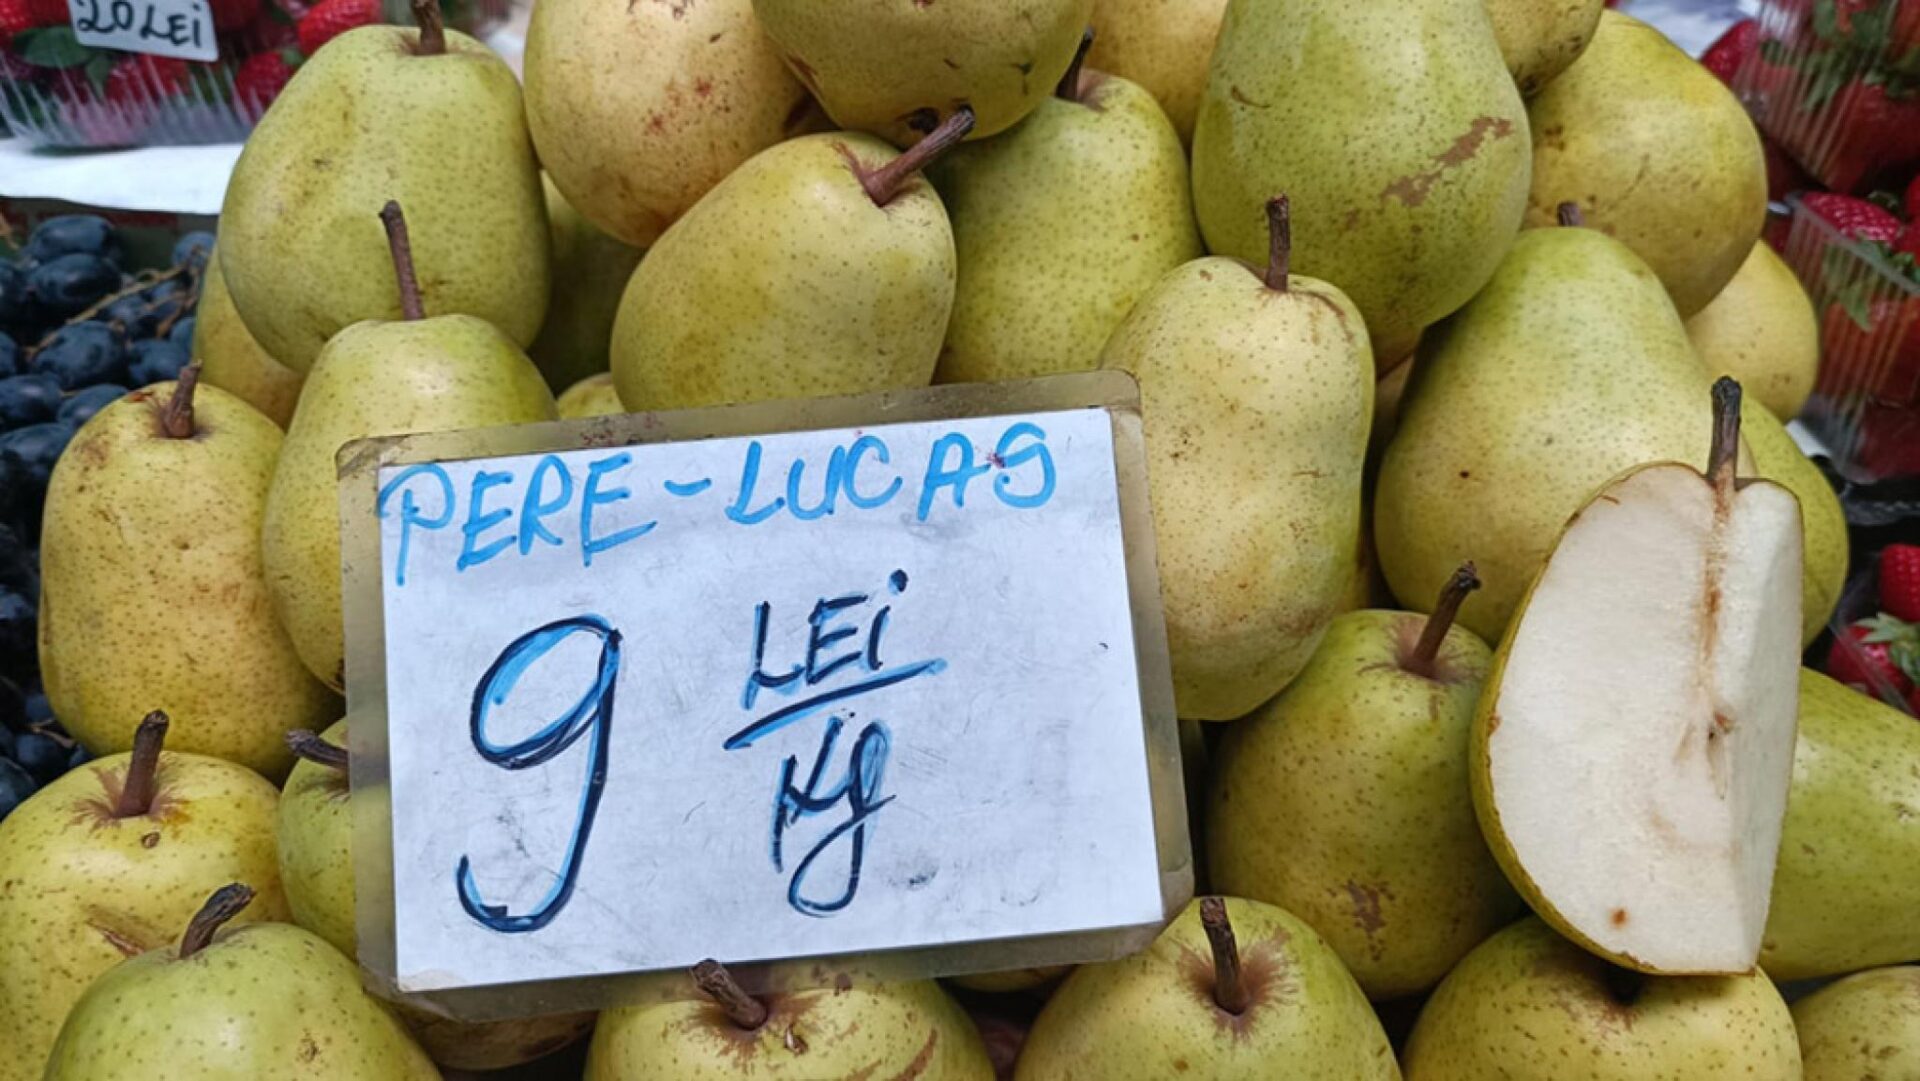 20 LEi
PERE - LUCAS
9 LEi
kg